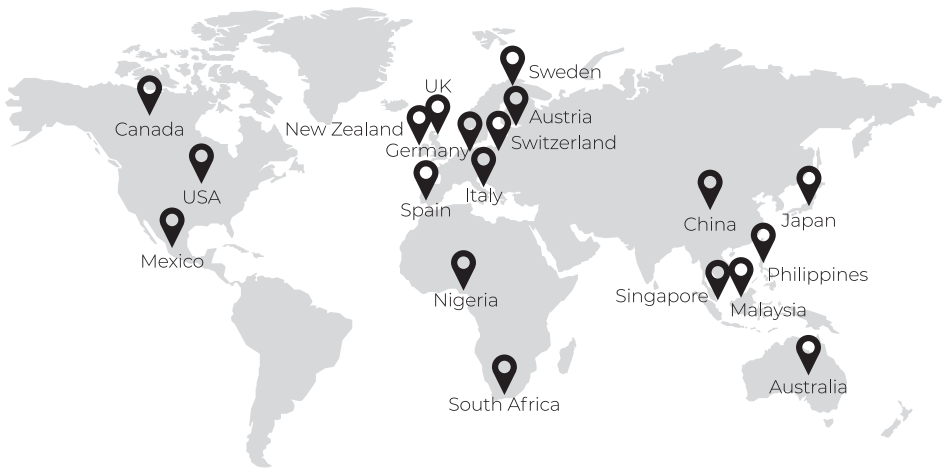 Sweden
UK
Canada
New Zealand
Austria
Germany
Switzerland
USA
Italy
Spain
China
Japan
Mexico
Philippines
Nigeria
Singapore
Malaysia
Australia
South Africa